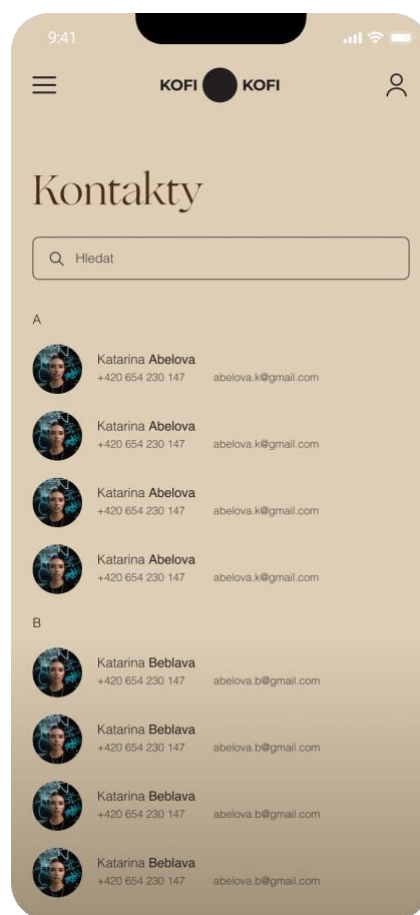 9:41
KOFI KOFI
Kontakty
Hledat
A
Katarina Abelova
+420 654 230 147 abelova.k@gmail.com
Katarina Abelova
+420 654 230 147 abelova.k@gmail.com
Katarina Abelova
+420 654 230 147 abelova.k@gmail.com
Katarina Abelova
+420 654 230 147 abelova.k@gmail.com
B
Katarina Beblava
+420 654 230 147 abelova.b@gmail.com
Katarina Beblava
+420 654 230 147 abelova.b@gmail.com
Katarina Beblava
+420 654 230 147 abelova.b@gmail.com
Katarina Beblava
+420 654 230 147 abelova.b@gmail.com